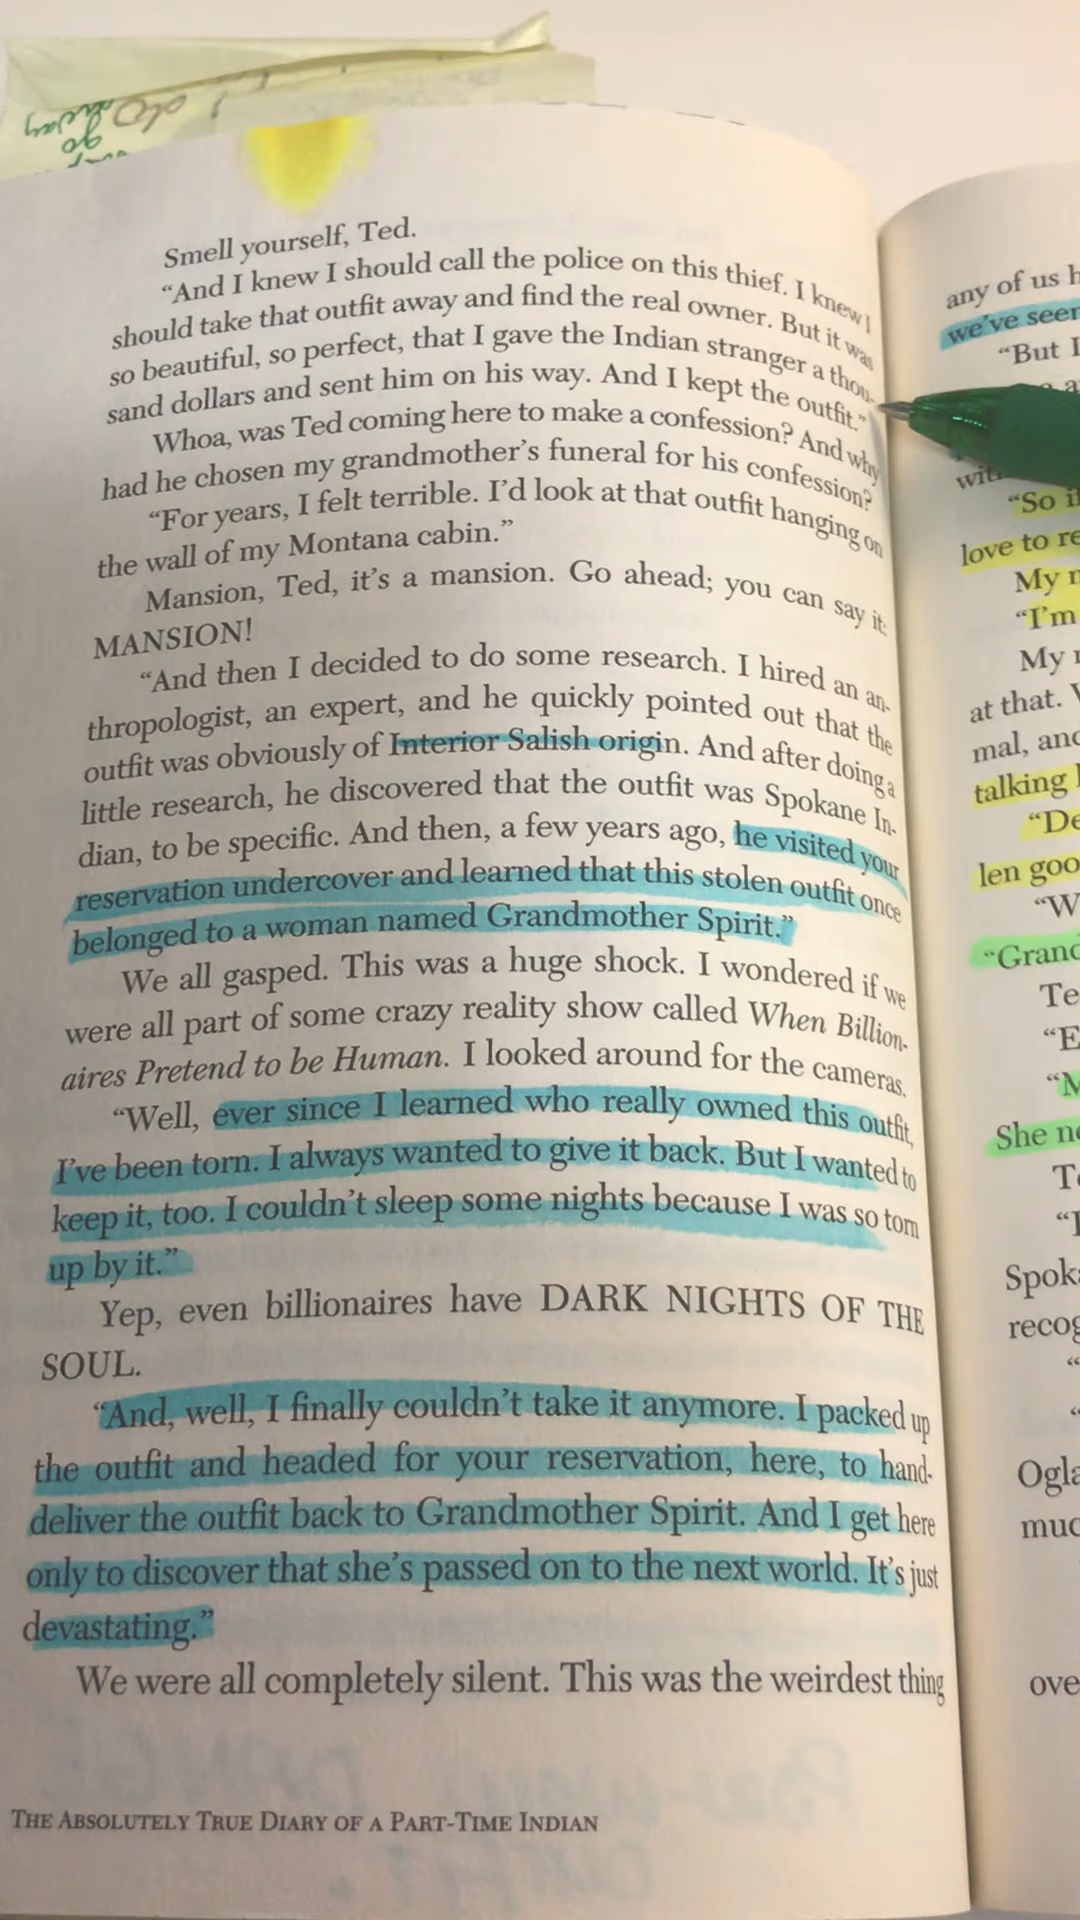 go
Smell yourself, Ted.
“And I knew I should call the police on this thief. I knew I
should take that outfit away and find the real owner. But it was
so beautiful, so perfect, that I gave the Indian stranger a thou-
sand dollars and sent him on his way. And I kept the outfit.”
Whoa, was Ted coming here to make a confession? And why
had he chosen my grandmother’s funeral for his confession?
“For years, I felt terrible. I’d look at that outfit hanging on
the wall of my Montana cabin.”
Mansion, Ted, it’s a mansion. Go ahead; you can say it:
MANSION!
“And then I decided to do some research. I hired an an-
thropologist, an expert, and he quickly pointed out that the
outfit was obviously of Interior Salish origin. And after doing a
little research, he discovered that the outfit was Spokane In-
dian, to be specific. And then, a few years ago, he visited your
reservation undercover and learned that this stolen outfit once
belonged to a woman named Grandmother Spirit.”
We all gasped. This was a huge shock. I wondered if we
were all part of some crazy reality show called When Billion-
aires Pretend to be Human. I looked around for the cameras.
“Well, ever since I learned who really owned this outfit,
I’ve been torn. I always wanted to give it back. But I wanted to
keep it, too. I couldn’t sleep some nights because I was so torn
up by it.”
Yep, even billionaires have DARK NIGHTS OF THE
SOUL.
“And, well, I finally couldn’t take it anymore. I packed up
the outfit and headed for your reservation, here, to hand-
deliver the outfit back to Grandmother Spirit. And I get here
only to discover that she’s passed on to the next world. It’s just
devastating.”
We were all completely silent. This was the weirdest thing
THE ABSOLUTELY TRUE DIARY OF A PART-TIME INDIAN
any of us h
we’ve seen
“But I
“So if
love to re
My m
“I’m
My
at that.
mal, and
talking
“De
len goo
“W
“Grand
Te
“E
“M
She ne
Te
“I
Spoka
recog
“
“
Ogla
muc
ove